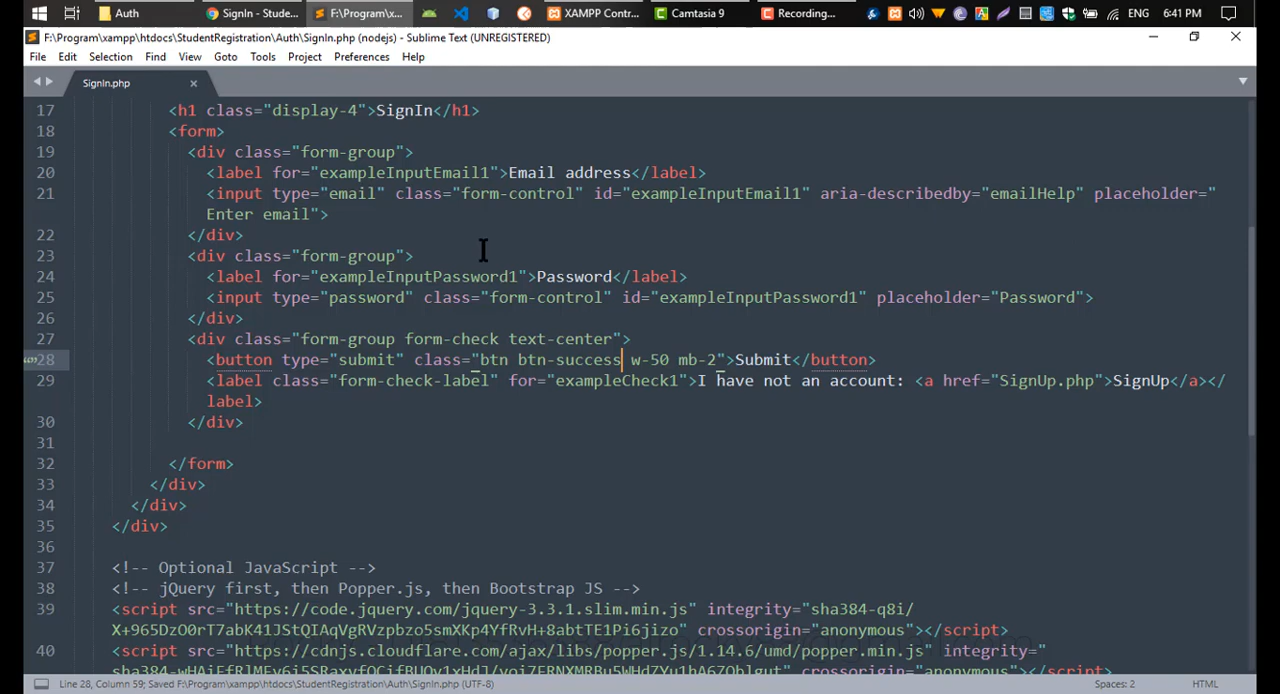 Auth
SignIn - Stude...
F:\Program\x...
XAMPP Contr...
Camtasia 9
Recording...
ENG
6:41 PM
F:\Program\xampp\htdocs\StudentRegistration\Auth\SignIn.php (nodejs) - Sublime Text (UNREGISTERED)
File Edit Selection Find View Goto Tools Project Preferences Help
SignIn.php
17 <h1 class="display-4">SignIn</h1>
18 <form>
19 <div class="form-group">
20 <label for="exampleInputEmail1">Email address</label>
21 <input type="email" class="form-control" id="exampleInputEmail1" aria-describedby="emailHelp" placeholder="
Enter email">
22 </div>
23 <div class="form-group">
24 <label for="exampleInputPassword1">Password</label>
25 <input type="password" class="form-control" id="exampleInputPassword1" placeholder="Password">
26 </div>
27 <div class="form-group form-check text-center">
28 <button type="submit" class="btn btn-success w-50 mb-2">Submit</button>
29 <label class="form-check-label" for="exampleCheck1">I have not an account: <a href="SignUp.php">SignUp</a></
label>
30 </div>
31
32 </form>
33 </div>
34 </div>
35 </div>
36
37 <!-- Optional JavaScript -->
38 <!-- jQuery first, then Popper.js, then Bootstrap JS -->
39 <script src="https://code.jquery.com/jquery-3.3.1.slim.min.js" integrity="sha384-q8i/
X+965DzO0rT7abK41JStQIAqVgRVzpbzo5smXKp4YfRvH+8abtTE1Pi6jizo" crossorigin="anonymous"></script>
40 <script src="https://cdnjs.cloudflare.com/ajax/libs/popper.js/1.14.6/umd/popper.min.js" integrity="
crossorigin="anonymous"></script>
Line 28, Column 59; Saved F:\Program\xampp\htdocs\StudentRegistration\Auth\SignIn.php (UTF-8)
Spaces: 2
HTML